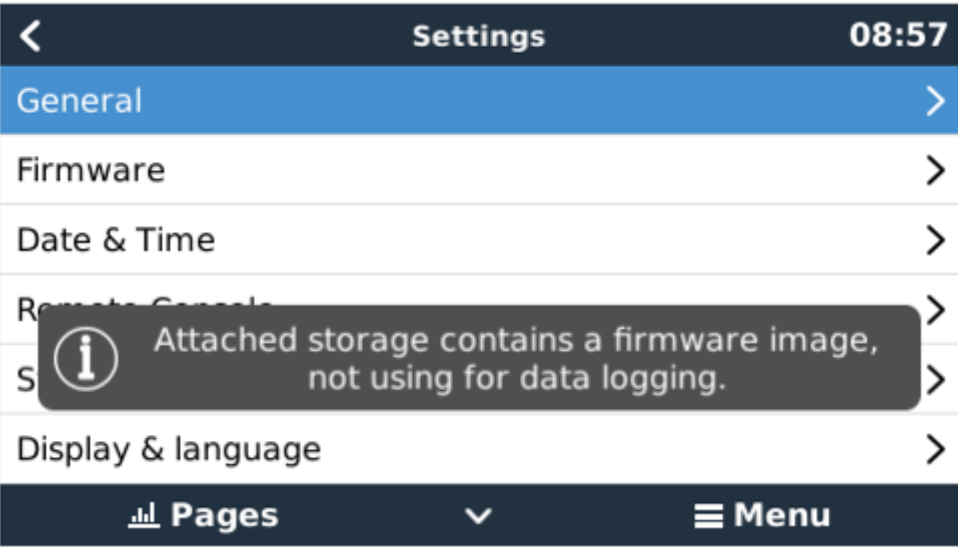 Settings
08:57
General
Firmware
Date & Time
Attached storage contains a firmware image,
not using for data logging.
Display & language
Pages
Menu